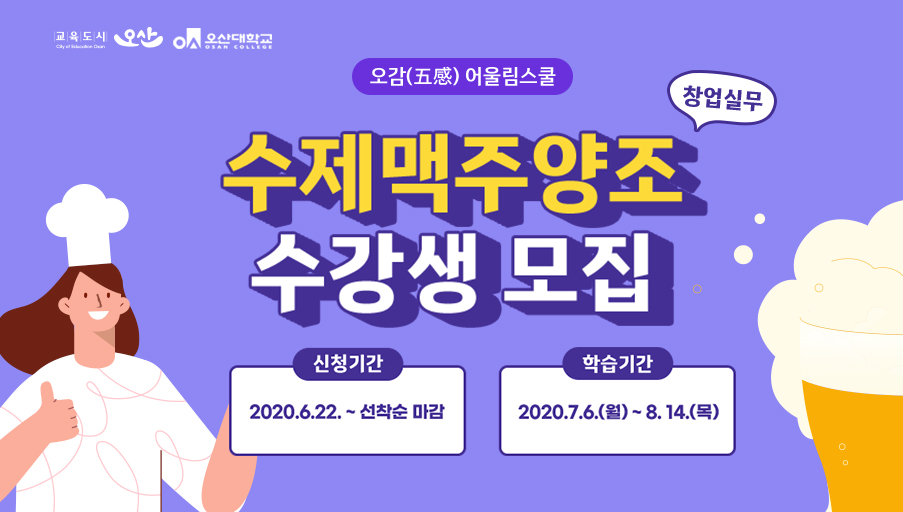 교육도시
City of Education Osan
오산
오산대학교
OSAN COLLEGE
오감(五感) 어울림스쿨
창업실무
수제맥주양조
수강생 모집
신청기간
2020.6.22. ~ 선착순 마감
학습기간
2020.7.6.(월) ~ 8. 14.(목)